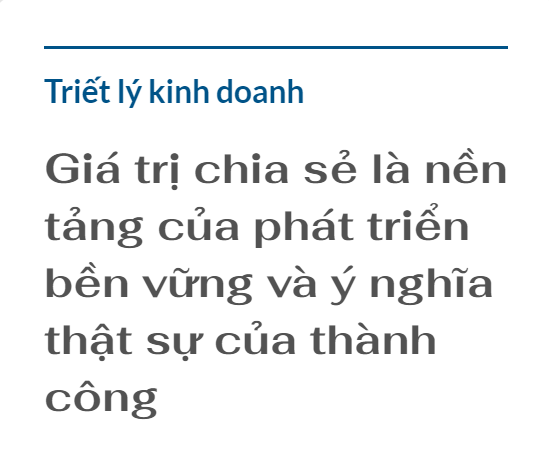 Triết lý kinh doanh
Giá trị chia sẻ là nền
tảng của phát triển
bền vững và ý nghĩa
thật sự của thành
công